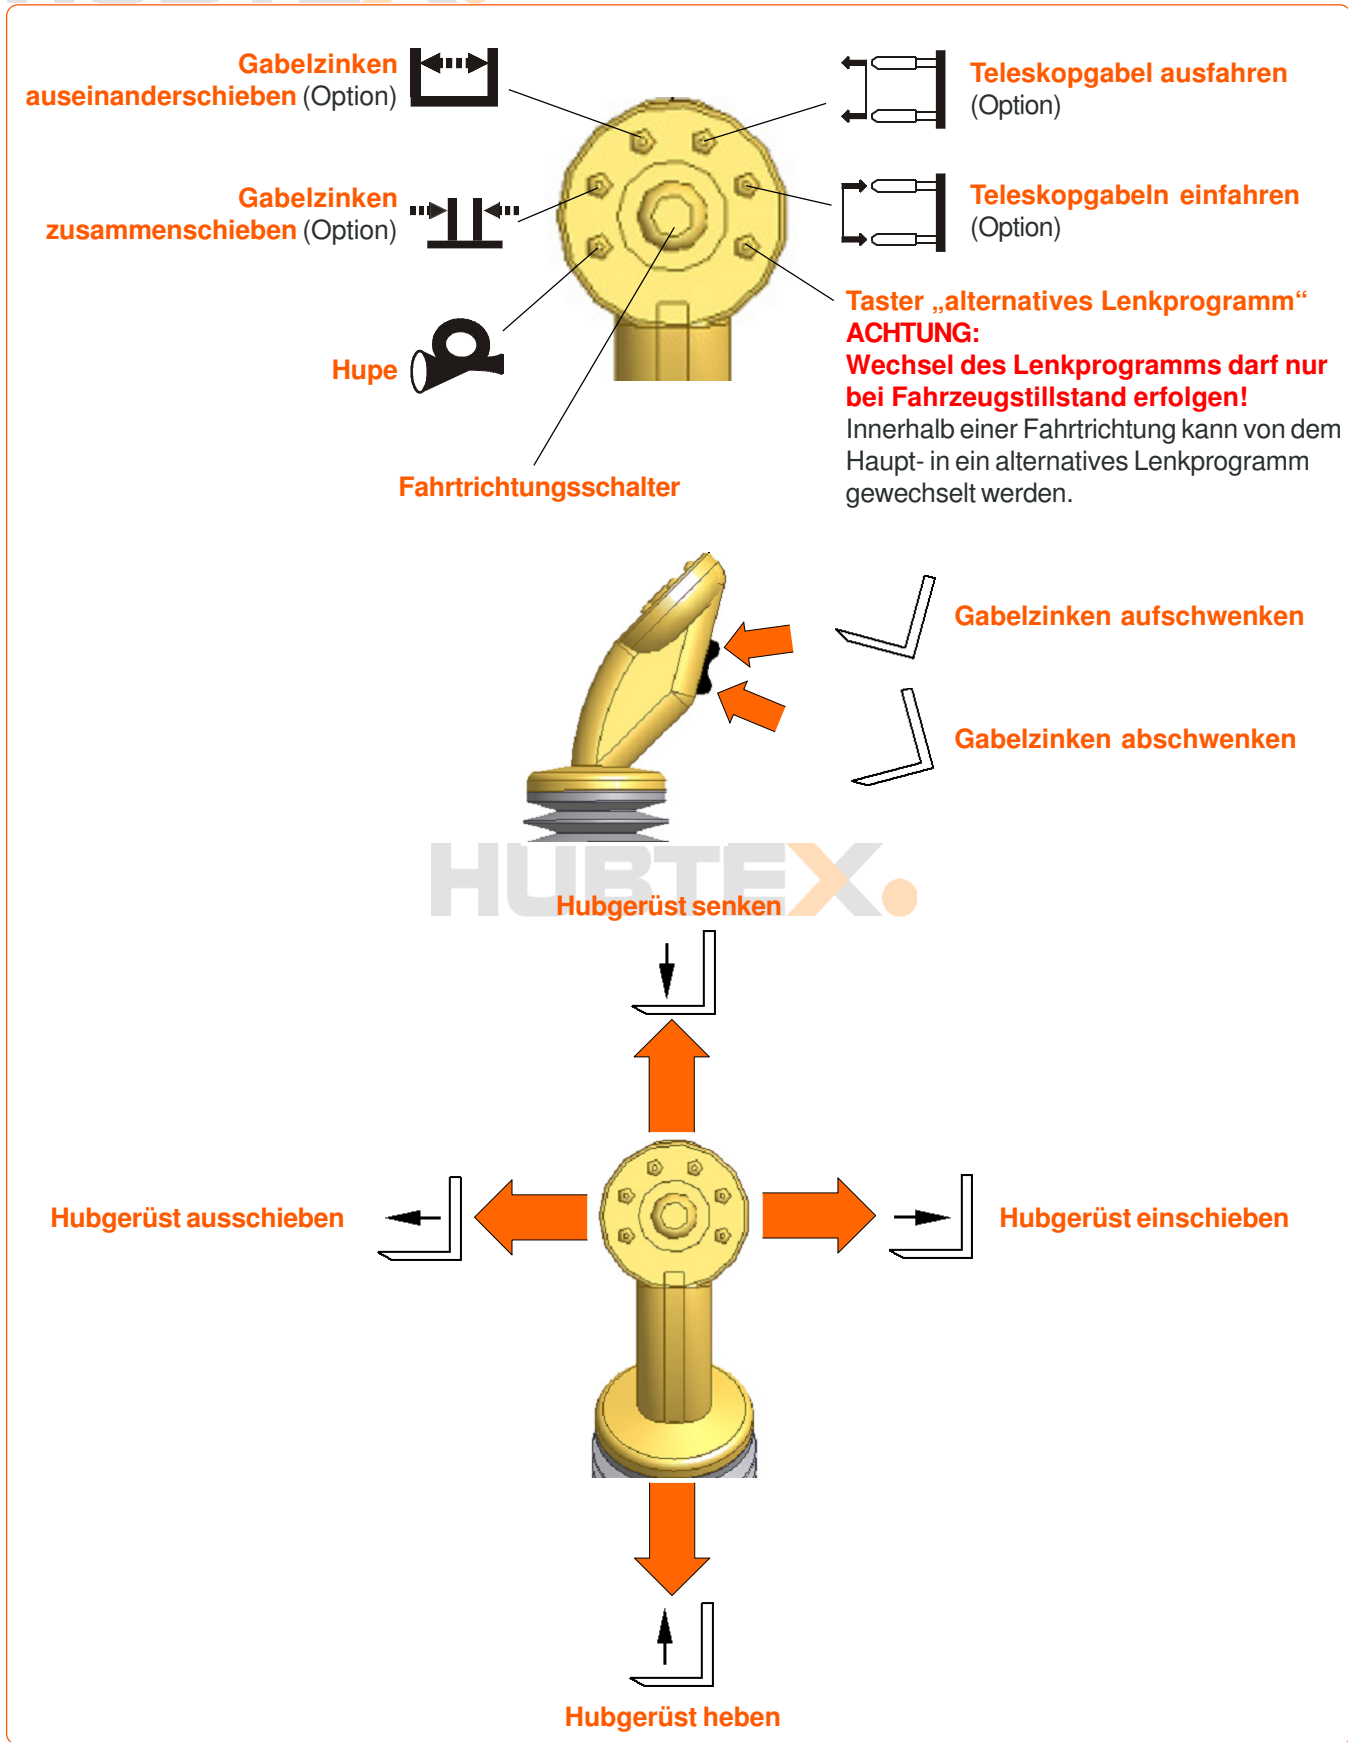 Gabelzinken
auseinanderschieben (Option)
Teleskopgabel ausfahren
(Option)
Gabelzinken
zusammenschieben (Option)
Teleskopgabeln einfahren
(Option)
Hupe
Taster „alternatives Lenkprogramm“
ACHTUNG:
Wechsel des Lenkprogramms darf nur
bei Fahrzeugstillstand erfolgen!
Innerhalb einer Fahrtrichtung kann von dem
Haupt- in ein alternatives Lenkprogramm
gewechselt werden.
Fahrtrichtungsschalter
Gabelzinken aufschwenken
Gabelzinken abschwenken
HUBTEX.
Hubgerüst senken
Hubgerüst ausschieben
Hubgerüst einschieben
Hubgerüst heben